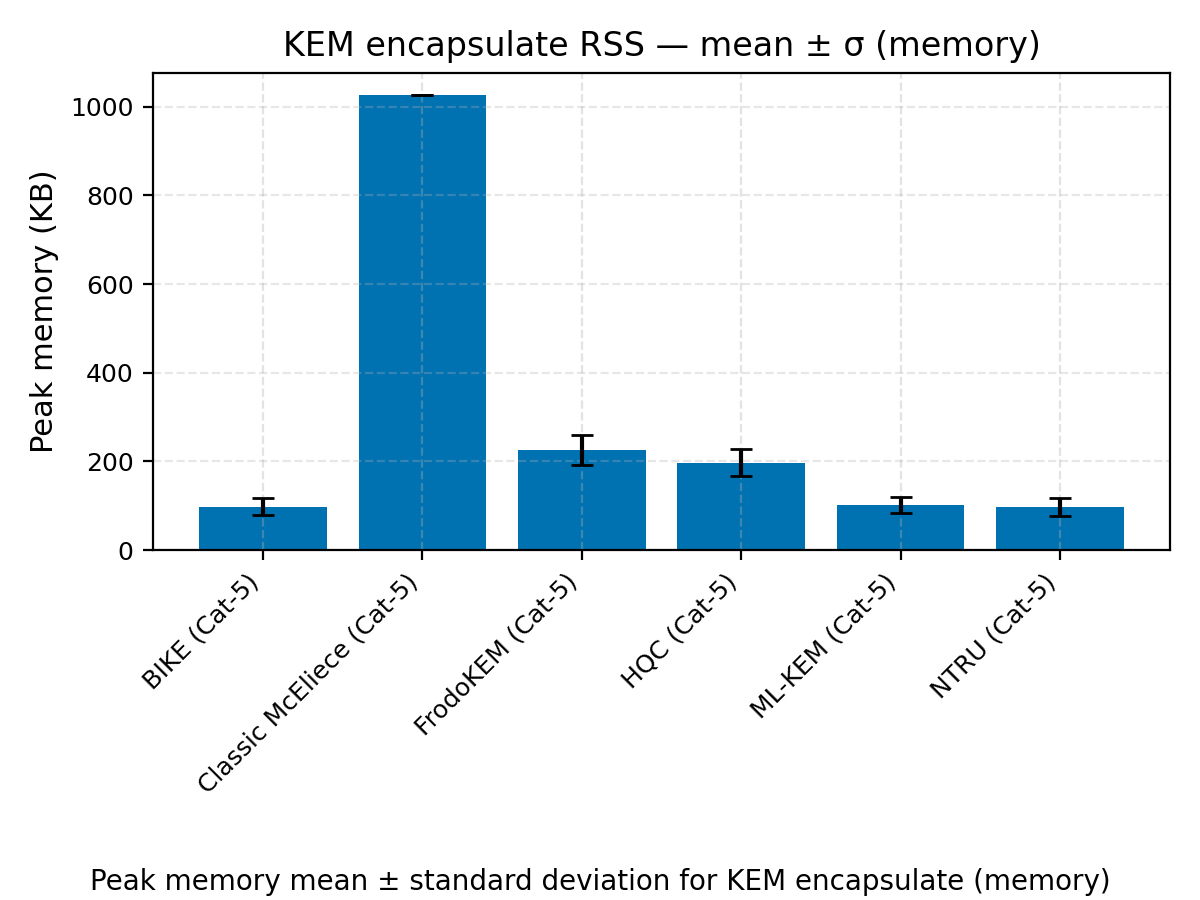 KEM encapsulate RSS — mean ± σ (memory)
Peak memory (KB)
1000
800
600
400
200
0
BIKE (Cat-5)
Classic McEliece (Cat-5)
FrodoKEM (Cat-5)
HQC (Cat-5)
ML-KEM (Cat-5)
NTRU (Cat-5)
Peak memory mean ± standard deviation for KEM encapsulate (memory)